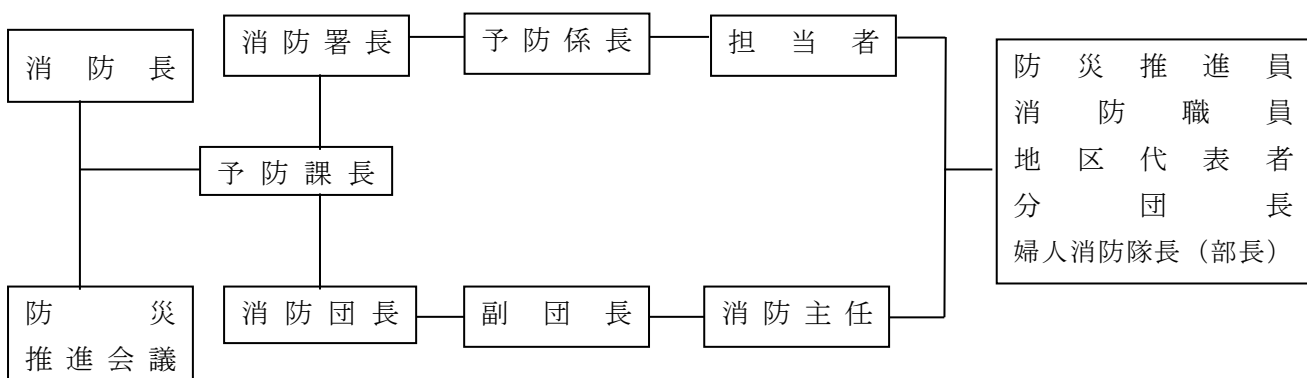 消防長
消防署長
予防係長
担当者
予防課長
防災推進員
消防職員
地区代表者
分団長
婦人消防隊長（部長）
防災
推進会議
消防団長
副団長
消防主任